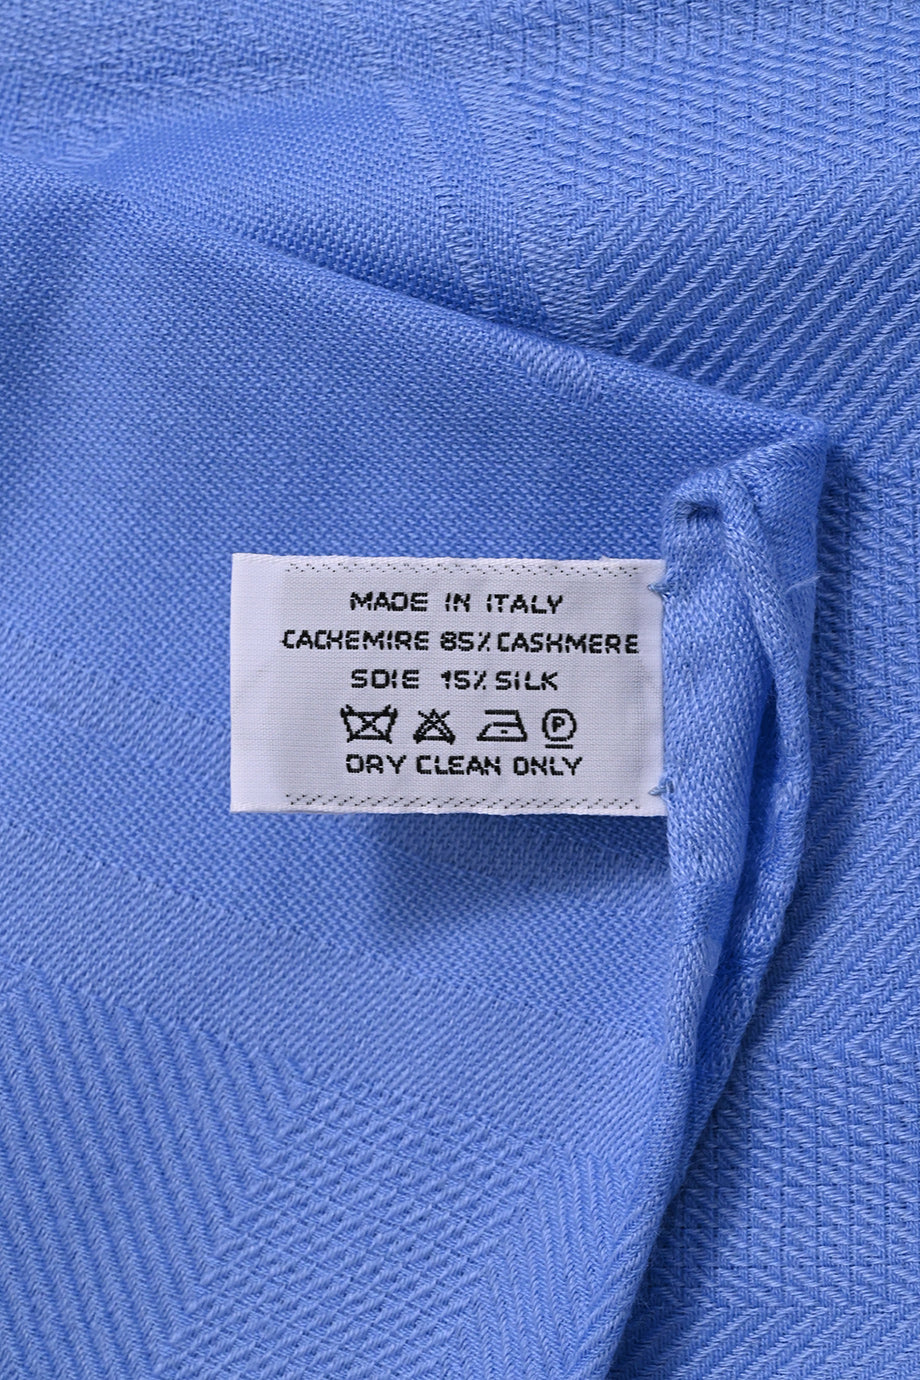 MADE IN ITALY
CACHEMIRE 85% CASHMERE
SOIE 15% SILK
P
DRY CLEAN ONLY